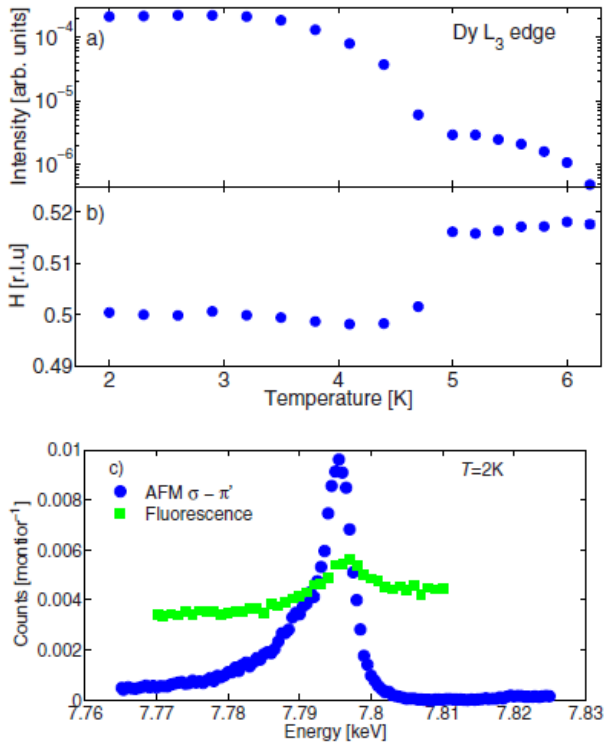 Intensity [arb. units]
10⁻⁴
10⁻⁵
10⁻⁶
a)
Dy L₃ edge
H [r.l.u]
0.52
0.51
0.5
0.49
b)
2 3 4 5 6
Temperature [K]
Counts [montior⁻¹]
0.01
0.008
0.006
0.004
0.002
0
c)
T=2K
AFM σ − π'
Fluorescence
7.76 7.77 7.78 7.79 7.8 7.81 7.82 7.83
Energy [keV]